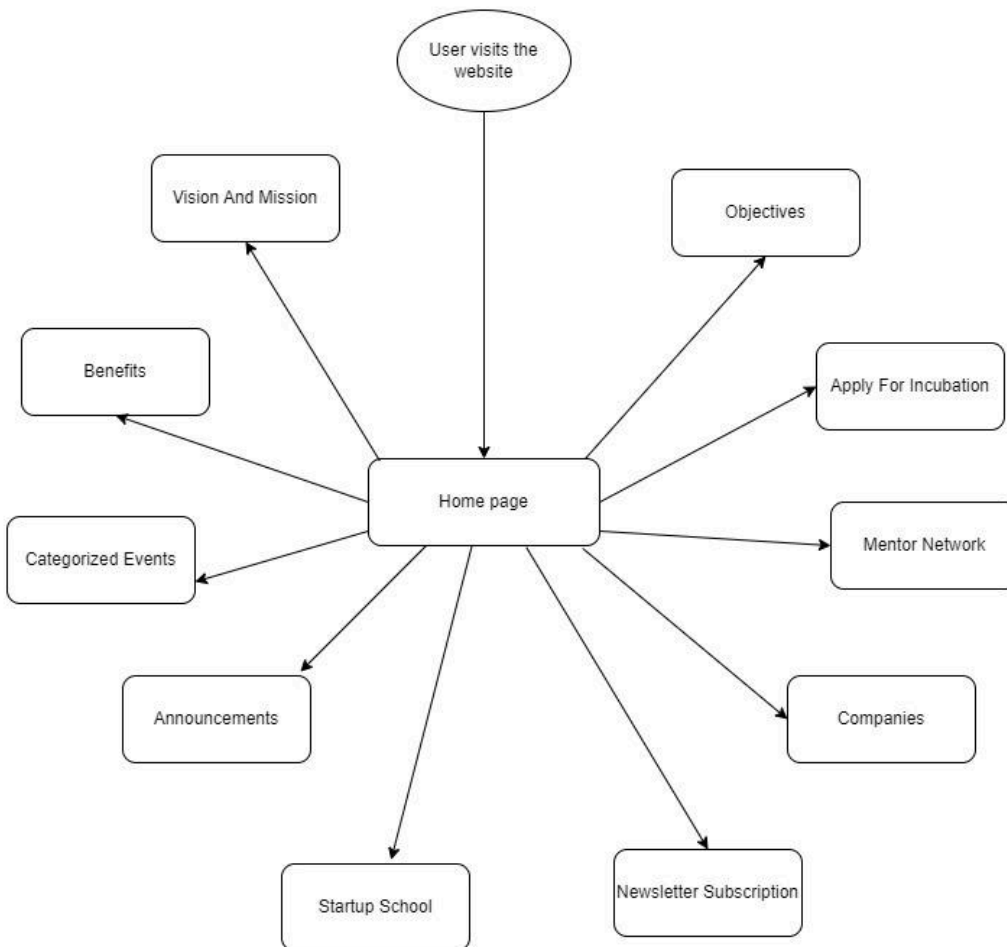 User visits the
website
Vision And Mission
Objectives
Benefits
Apply For Incubation
Home page
Categorized Events
Mentor Network
Announcements
Companies
Startup School
Newsletter Subscription